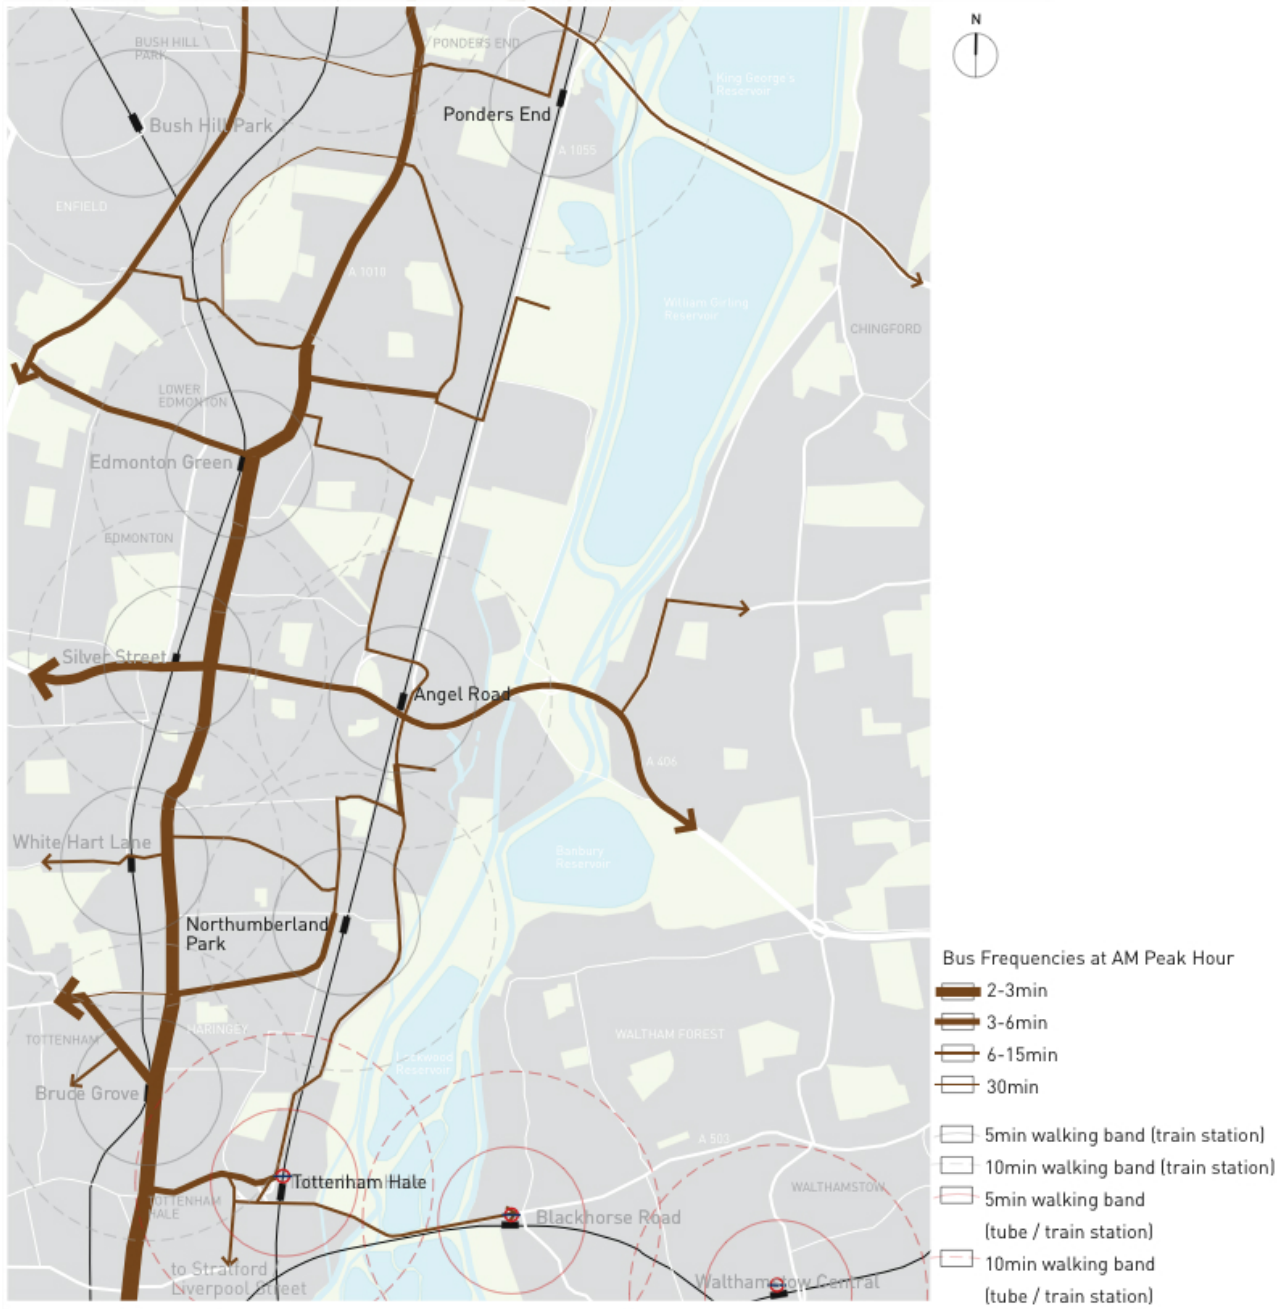 N
BUSH HILL
PARK
PONDERS END
King George's
Reservoir
Ponders End
Bush Hill Park
A 1055
ENFIELD
A 1010
William Girling
Reservoir
CHINGFORD
LOWER
EDMONTON
Edmonton Green
EDMONTON
Silver Street
Angel Road
A 406
White Hart Lane
Banbury
Reservoir
Northumberland
Park
Bus Frequencies at AM Peak Hour
2-3min
3-6min
6-15min
30min
HARINGEY
TOTTENHAM
WALTHAM FOREST
Lockwood
Reservoir
Bruce Grove
A 503
5min walking band (train station)
10min walking band (train station)
5min walking band
(tube / train station)
10min walking band
(tube / train station)
Tottenham Hale
TOTTENHAM
HALE
WALTHAMSTOW
Blackhorse Road
to Stratford /
Liverpool Street
Walthamstow Central